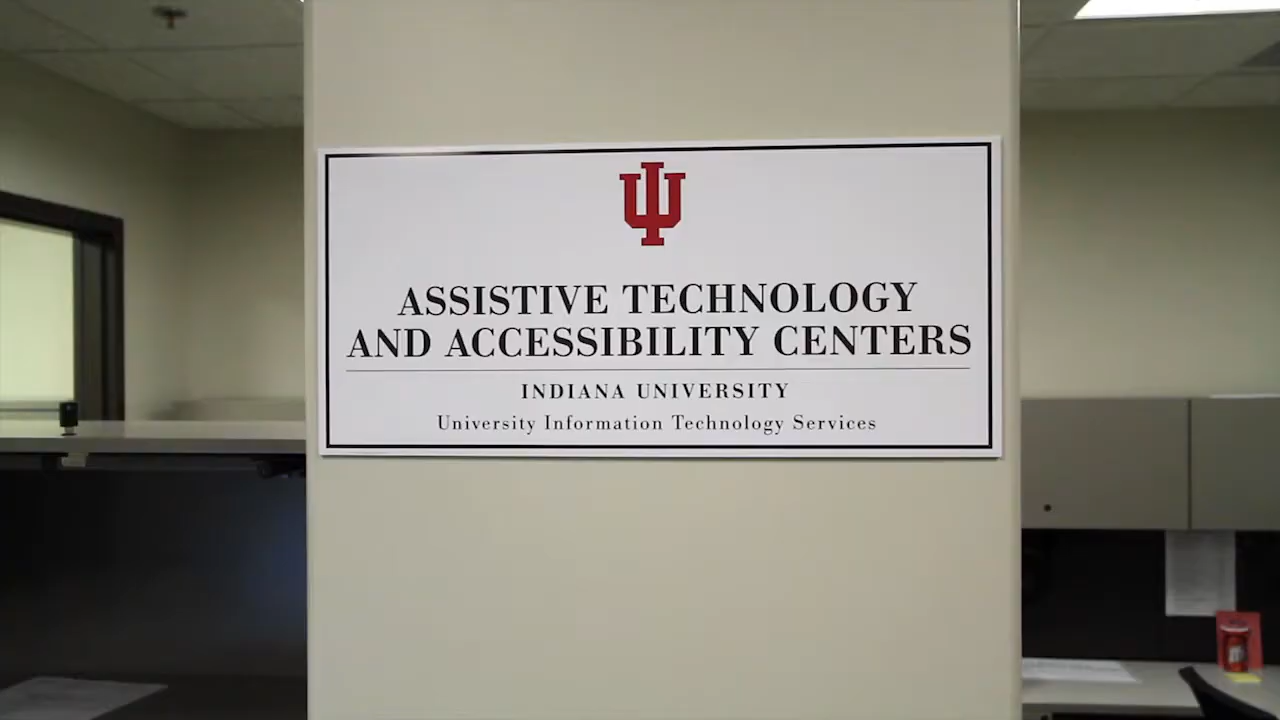 ASSISTIVE TECHNOLOGY
AND ACCESSIBILITY CENTERS
INDIANA UNIVERSITY
University Information Technology Services